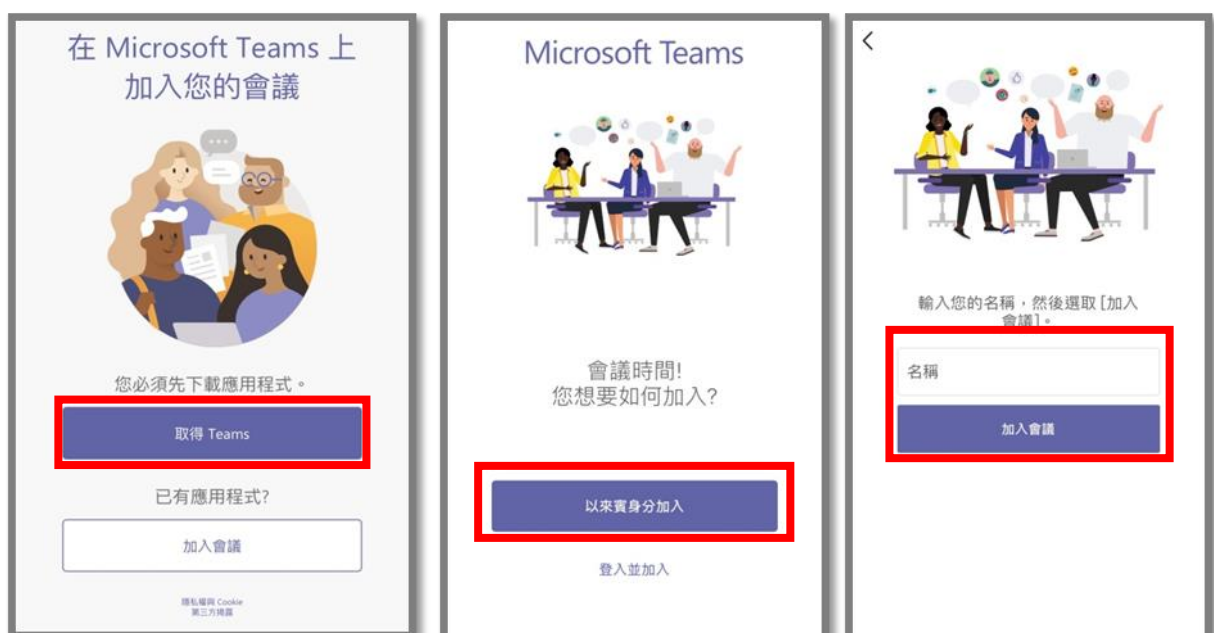 在 Microsoft Teams 上
加入您的會議
您必須先下載應用程式。
取得 Teams
已有應用程式?
加入會議
隱私權與 Cookie
第三方揭露
Microsoft Teams
會議時間!
您想要如何加入?
以來賓身分加入
登入並加入
輸入您的名稱，然後選取 [加入
會議]。
名稱
加入會議